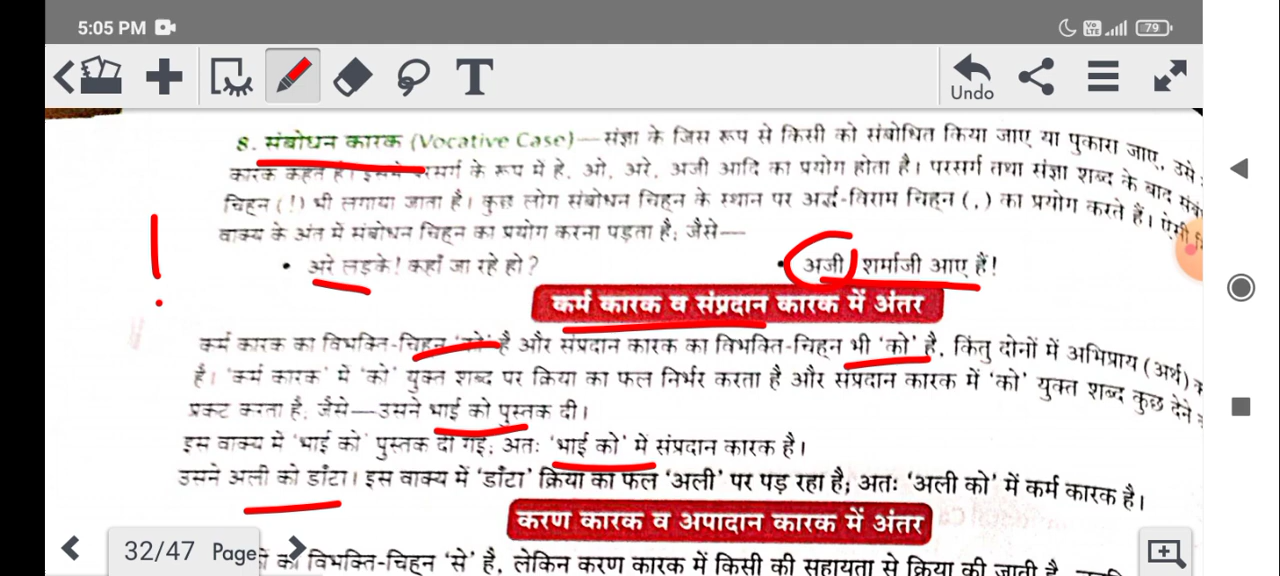 5:05 PM
79
Undo
8. संबोधन कारक (Vocative Case)—संज्ञा के जिस रूप से किसी को संबोधित किया जाए या पुकारा जाए, उसे
कारक कहते हैं। इसमें परसर्ग के रूप में हे, ओ, अरे, अजी आदि का प्रयोग होता है। परसर्ग तथा संज्ञा शब्द के बाद
चिह्न (!) भी लगाया जाता है। कुछ लोग संबोधन चिह्न के स्थान पर अर्द्ध-विराम चिह्न (,) का प्रयोग करते हैं। ऐसी
वाक्य के अंत में संबोधन चिह्न का प्रयोग करना पड़ता है; जैसे—
• अरे लड़के! कहाँ जा रहे हो? • अजी शर्माजी आए हैं!
कर्म कारक व संप्रदान कारक में अंतर
कर्म कारक का विभक्ति-चिह्न 'को' है और संप्रदान कारक का विभक्ति-चिह्न भी 'को' है, किंतु दोनों में अभिप्राय (अर्थ)
है। 'कर्म कारक' में 'को' युक्त शब्द पर क्रिया का फल निर्भर करता है और संप्रदान कारक में 'को' युक्त शब्द कुछ देने
प्रकट करता है; जैसे—उसने भाई को पुस्तक दी।
इस वाक्य में 'भाई को' पुस्तक दी गई; अतः 'भाई को' में संप्रदान कारक है।
उसने अली को डाँटा। इस वाक्य में 'डाँटा' क्रिया का फल 'अली' पर पड़ रहा है; अतः 'अली को' में कर्म कारक है।
करण कारक व अपादान कारक में अंतर
का विभक्ति-चिह्न 'से' है, लेकिन करण कारक में किसी की सहायता से क्रिया की जाती है,
32/47 Page